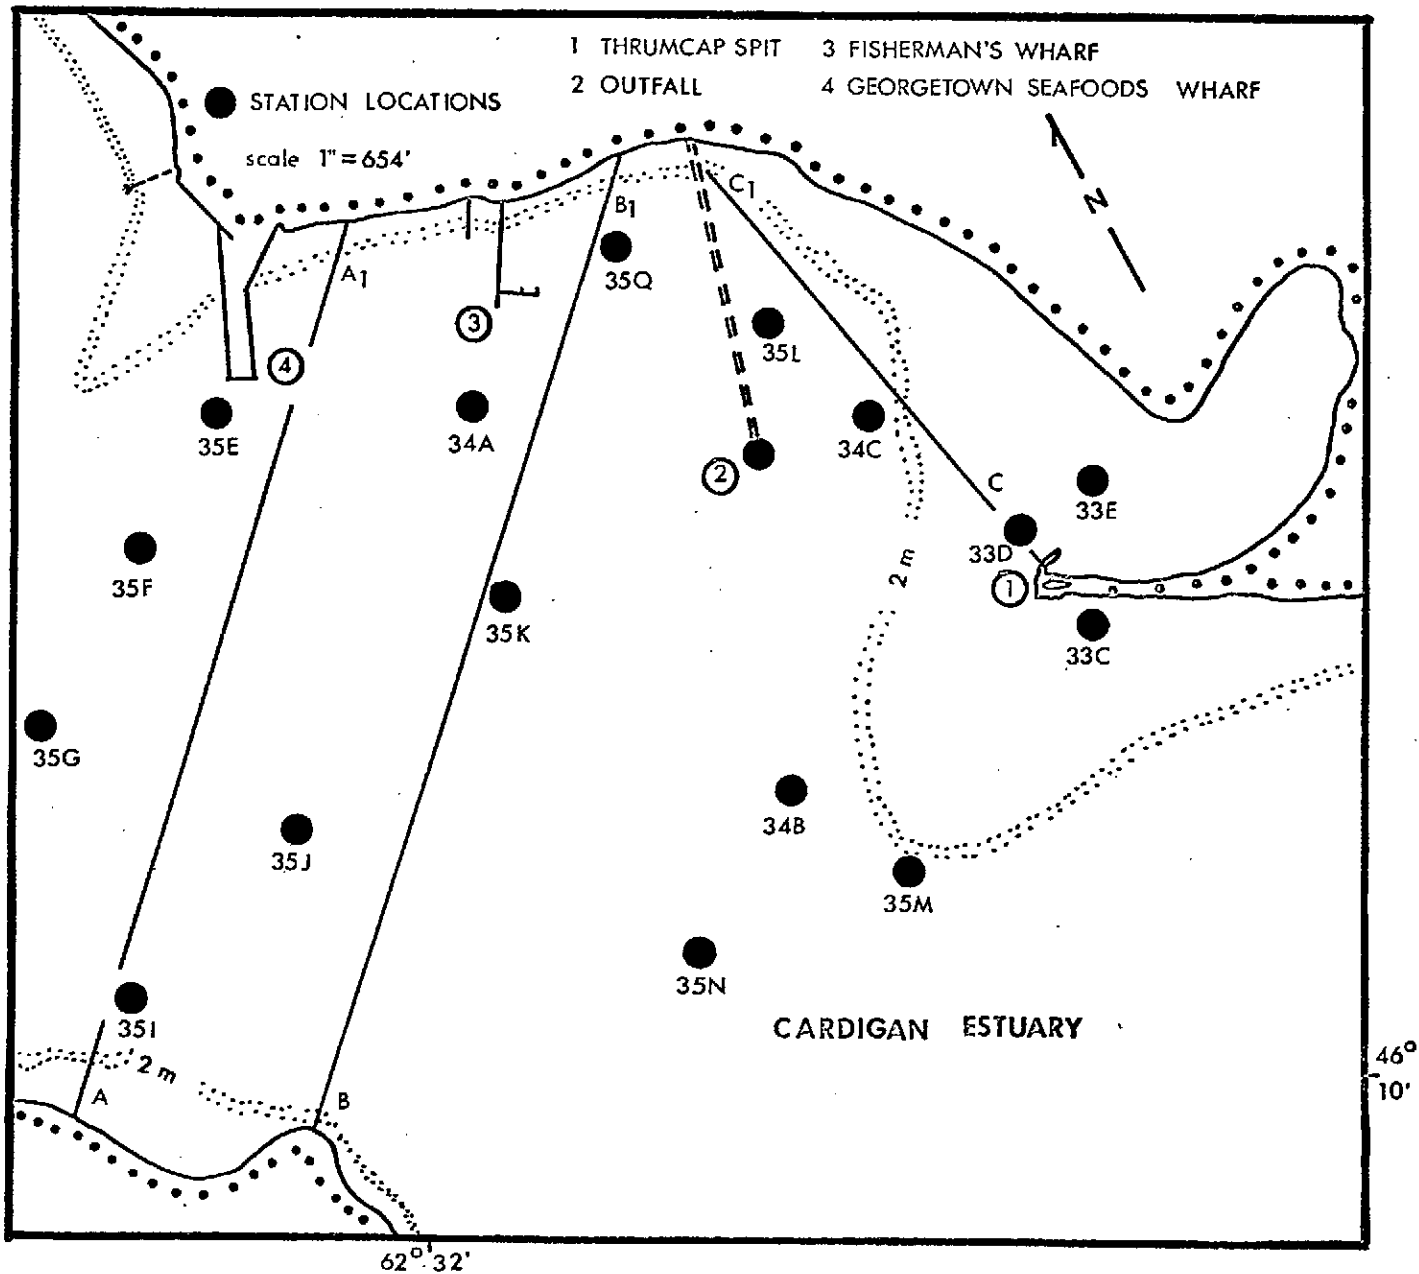 1 THRUMCAP SPIT 3 FISHERMAN'S WHARF
2 OUTFALL 4 GEORGETOWN SEAFOODS WHARF
STATION LOCATIONS
scale 1"=654'
N
A1
B1
C1
35Q
3
35L
4
35E
34A
34C
2
C
33E
33D
35F
2 m
1
35K
33C
35G
34B
35J
35M
35N
35I
CARDIGAN ESTUARY
2 m
A
B
46°
10'
62° 32'